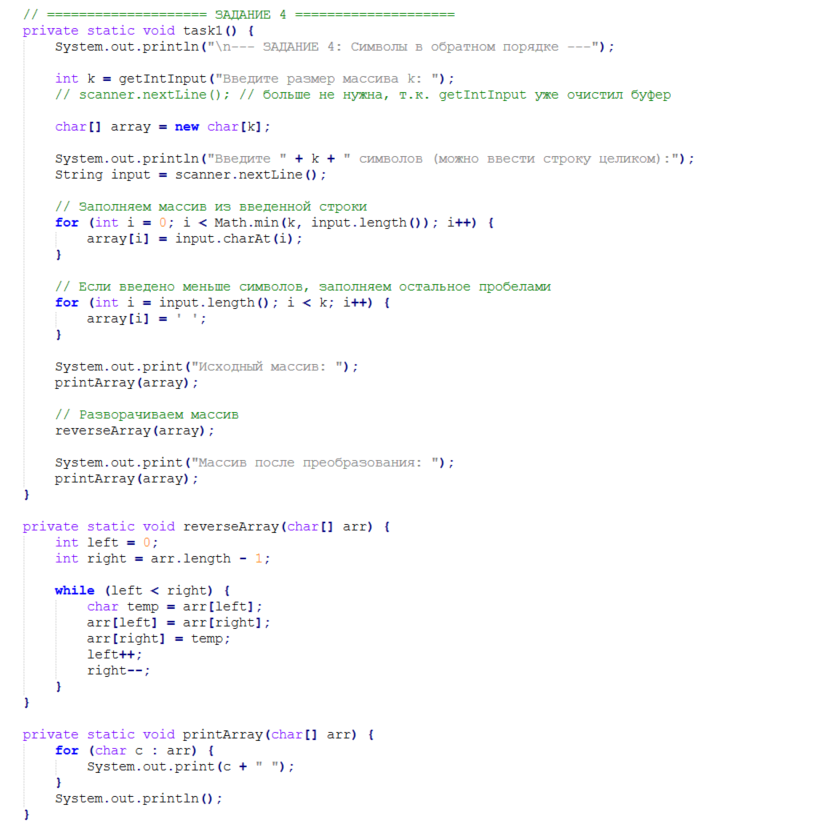 // ==================== ЗАДАНИЕ 4 ====================
private static void task1() {
    System.out.println("\n--- ЗАДАНИЕ 4: Символы в обратном порядке ---");

    int k = getIntInput("Введите размер массива k: ");
    // scanner.nextLine(); // больше не нужна, т.к. getIntInput уже очистил буфер

    char[] array = new char[k];

    System.out.println("Введите " + k + " символов (можно ввести строку целиком):");
    String input = scanner.nextLine();

    // Заполняем массив из введенной строки
    for (int i = 0; i < Math.min(k, input.length()); i++) {
        array[i] = input.charAt(i);
    }

    // Если введено меньше символов, заполняем остальное пробелами
    for (int i = input.length(); i < k; i++) {
        array[i] = ' ';
    }

    System.out.print("Исходный массив: ");
    printArray(array);

    // Разворачиваем массив
    reverseArray(array);

    System.out.print("Массив после преобразования: ");
    printArray(array);
}

private static void reverseArray(char[] arr) {
    int left = 0;
    int right = arr.length - 1;

    while (left < right) {
        char temp = arr[left];
        arr[left] = arr[right];
        arr[right] = temp;
        left++;
        right--;
    }
}

private static void printArray(char[] arr) {
    for (char c : arr) {
        System.out.print(c + " ");
    }
    System.out.println();
}